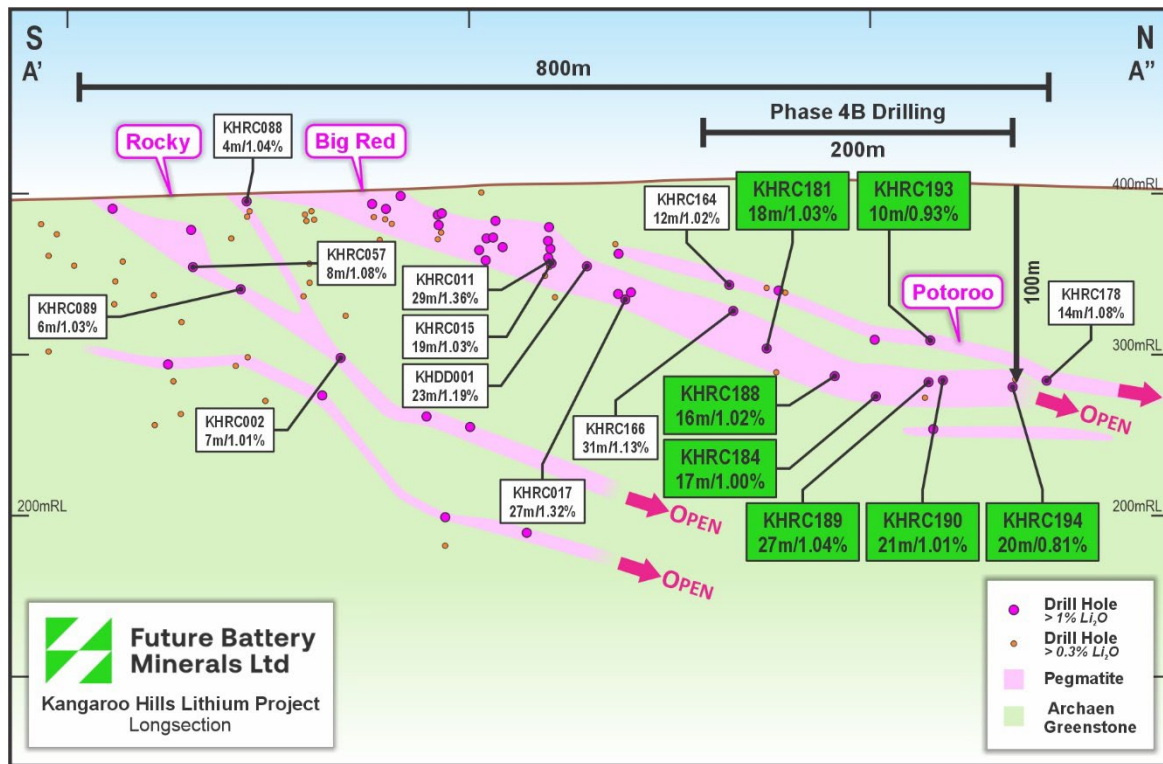 S
A’
N
A”
800m
Phase 4B Drilling
200m
KHRC088
4m/1.04%
Rocky
Big Red
KHRC164
12m/1.02%
KHRC181
18m/1.03%
KHRC193
10m/0.93%
400mRL
KHRC057
8m/1.08%
KHRC011
29m/1.36%
100m
KHRC178
14m/1.08%
Potoroo
KHRC089
6m/1.03%
KHRC015
19m/1.03%
300mRL
KHDD001
23m/1.19%
KHRC002
7m/1.01%
KHRC166
31m/1.13%
KHRC188
16m/1.02%
OPEN
KHRC184
17m/1.00%
KHRC017
27m/1.32%
200mRL
200mRL
OPEN
KHRC189
27m/1.04%
KHRC190
21m/1.01%
KHRC194
20m/0.81%
OPEN
Future Battery
Minerals Ltd
Kangaroo Hills Lithium Project
Longsection
Drill Hole
> 1% Li₂O
Drill Hole
> 0.3% Li₂O
Pegmatite
Archaen
Greenstone